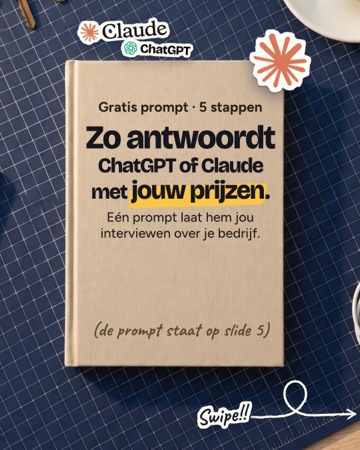 Claude
ChatGPT
Gratis prompt · 5 stappen
Zo antwoordt
ChatGPT of Claude
met jouw prijzen.
Eén prompt laat hem jou
interviewen over je bedrijf.
(de prompt staat op slide 5)
Swipe!!